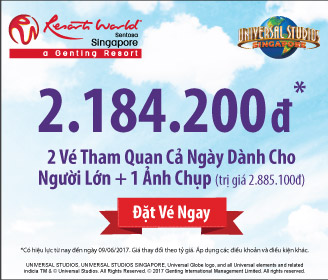 Resorts World
Sentosa
Singapore
a Genting Resort
UNIVERSAL STUDIOS
SINGAPORE
2.184.200đ*
2 Vé Tham Quan Cả Ngày Dành Cho
Người Lớn + 1 Ảnh Chụp (trị giá 2.885.100đ)
Đặt Vé Ngay
*Có hiệu lực từ nay đến ngày 09/06/2017. Giá thay đổi theo tỷ giá. Áp dụng các điều khoản và điều kiện khác.
UNIVERSAL STUDIOS, UNIVERSAL STUDIOS SINGAPORE, Universal Globe logo, and all Universal elements and related
indicia TM & © Universal Studios. All Rights Reserved. © 2017 Genting International Management Limited. All rights reserved.